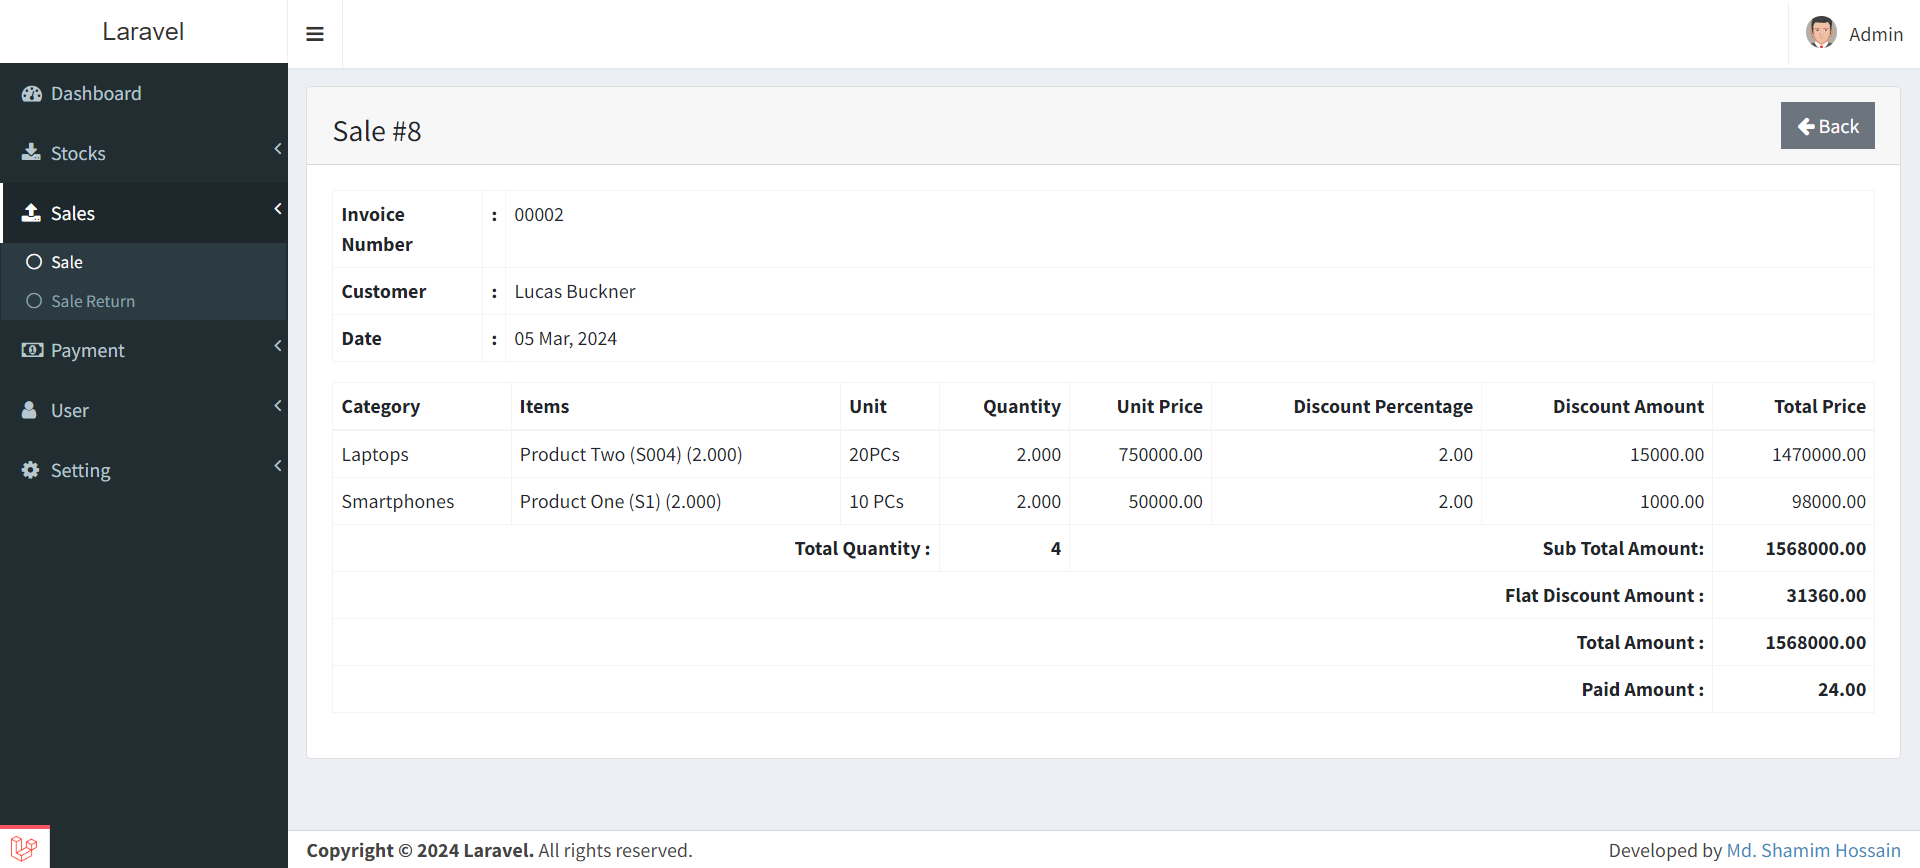 Laravel
Admin
Dashboard
Stocks
Sales
Sale
Sale Return
Payment
User
Setting
Sale #8
Back
Invoice Number : 00002
Customer : Lucas Buckner
Date : 05 Mar, 2024
Category Items Unit Quantity Unit Price Discount Percentage Discount Amount Total Price
Laptops Product Two (S004) (2.000) 20PCs 2.000 750000.00 2.00 15000.00 1470000.00
Smartphones Product One (S1) (2.000) 10 PCs 2.000 50000.00 2.00 1000.00 98000.00
Total Quantity : 4 Sub Total Amount: 1568000.00
Flat Discount Amount : 31360.00
Total Amount : 1568000.00
Paid Amount : 24.00
Copyright © 2024 Laravel. All rights reserved. Developed by Md. Shamim Hossain